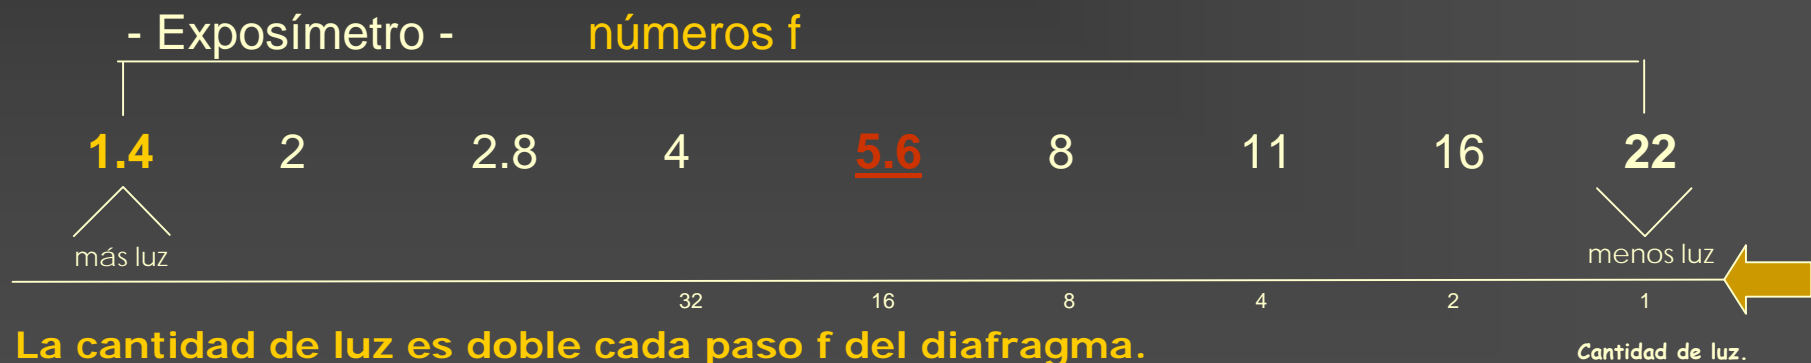 - Exposímetro - números f
1.4 2 2.8 4 5.6 8 11 16 22
más luz menos luz
32 16 8 4 2 1
La cantidad de luz es doble cada paso f del diafragma. Cantidad de luz.